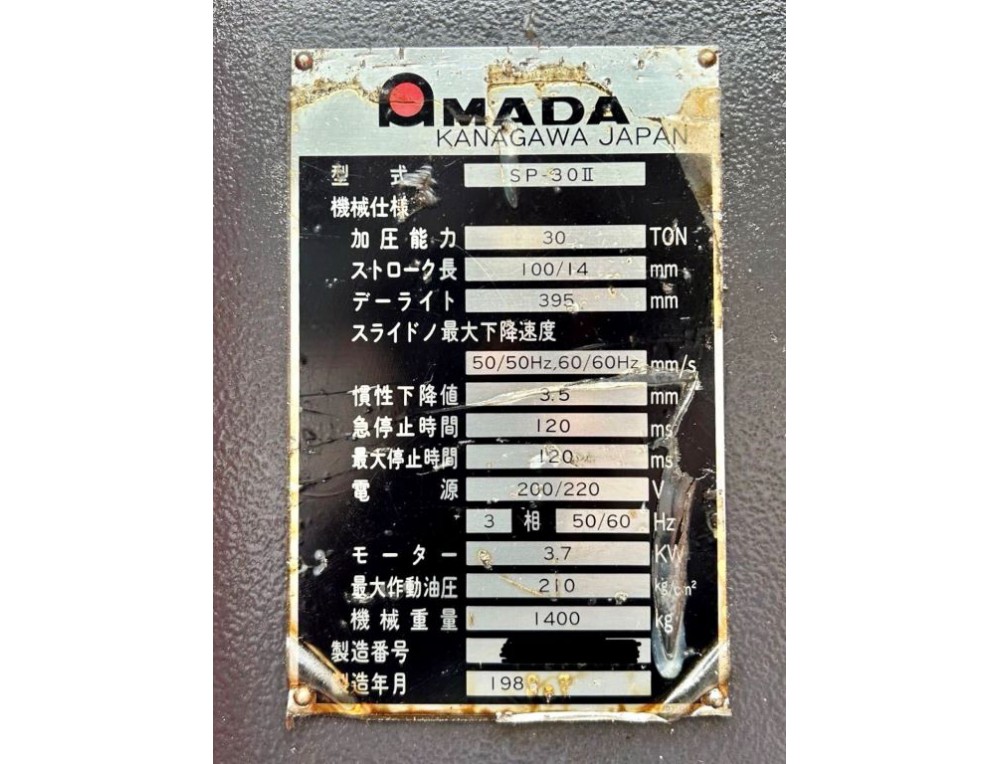 AMADA
KANAGAWA JAPAN
型式 SP-30Ⅱ
機械仕様
加圧能力 30 TON
ストローク長 100/14 mm
デーライト 395 mm
スライドノ最大下降速度
50/50Hz,60/60Hz mm/s
慣性下降値 3.5 mm
急停止時間 120 ms
最大停止時間 120 ms
電源 200/220 V
3 相 50/60 Hz
モーター 3.7 KW
最大作動油圧 210 kg/cm²
機械重量 1400 kg
製造番号
製造年月 198